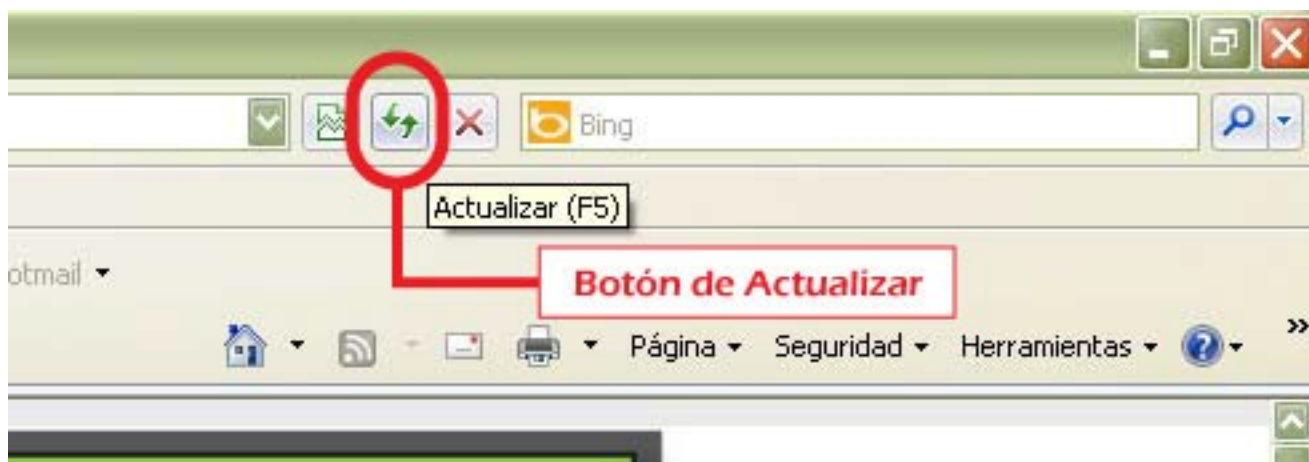 Bing
Actualizar (F5)
otmail
Botón de Actualizar
Página Seguridad Herramientas